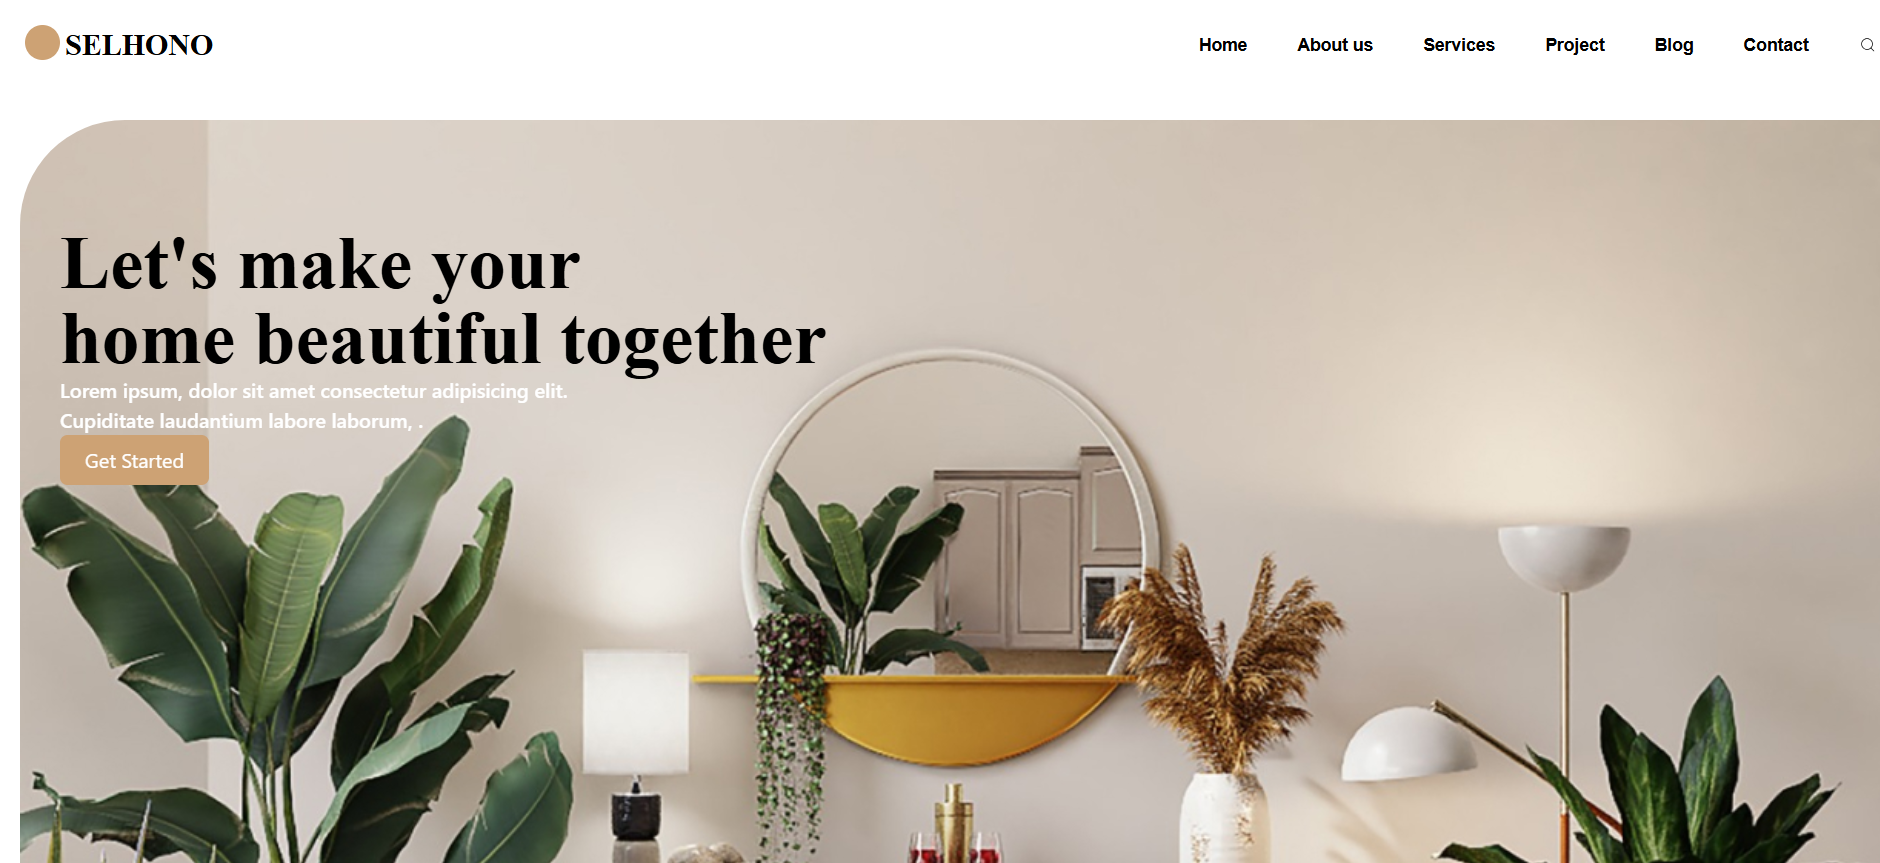 SELHONO
Home About us Services Project Blog Contact
Let's make your
home beautiful together
Lorem ipsum, dolor sit amet consectetur adipisicing elit.
Cupiditate laudantium labore laborum, .
Get Started